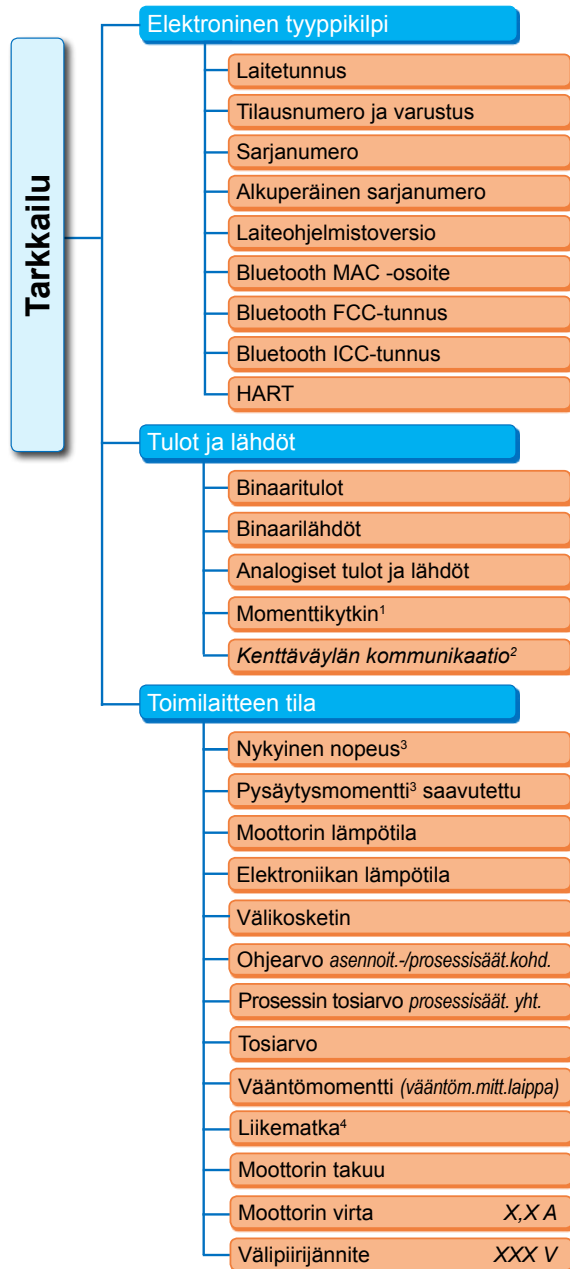 Tarkkailu
Elektroninen tyyppikilpi
Laitetunnus
Tilausnumero ja varustus
Sarjanumero
Alkuperäinen sarjanumero
Laiteohjelmistoversio
Bluetooth MAC -osoite
Bluetooth FCC-tunnus
Bluetooth ICC-tunnus
HART
Tulot ja lähdöt
Binaaritulot
Binaarilähdöt
Analogiset tulot ja lähdöt
Momenttikytkin¹
Kenttäväylän kommunikaatio²
Toimilaitteen tila
Nykyinen nopeus³
Pysäytysmomentti³ saavutettu
Moottorin lämpötila
Elektroniikan lämpötila
Välikosketin
Ohjearvo asennoit.-/prosessisäät.kohd.
Prosessin tosiarvo prosessisäät. yht.
Tosiarvo
Vääntömomentti (vääntöm.mitt.laippa)
Liikematka⁴
Moottorin takuu
Moottorin virta X,X A
Välipiirijännite XXX V